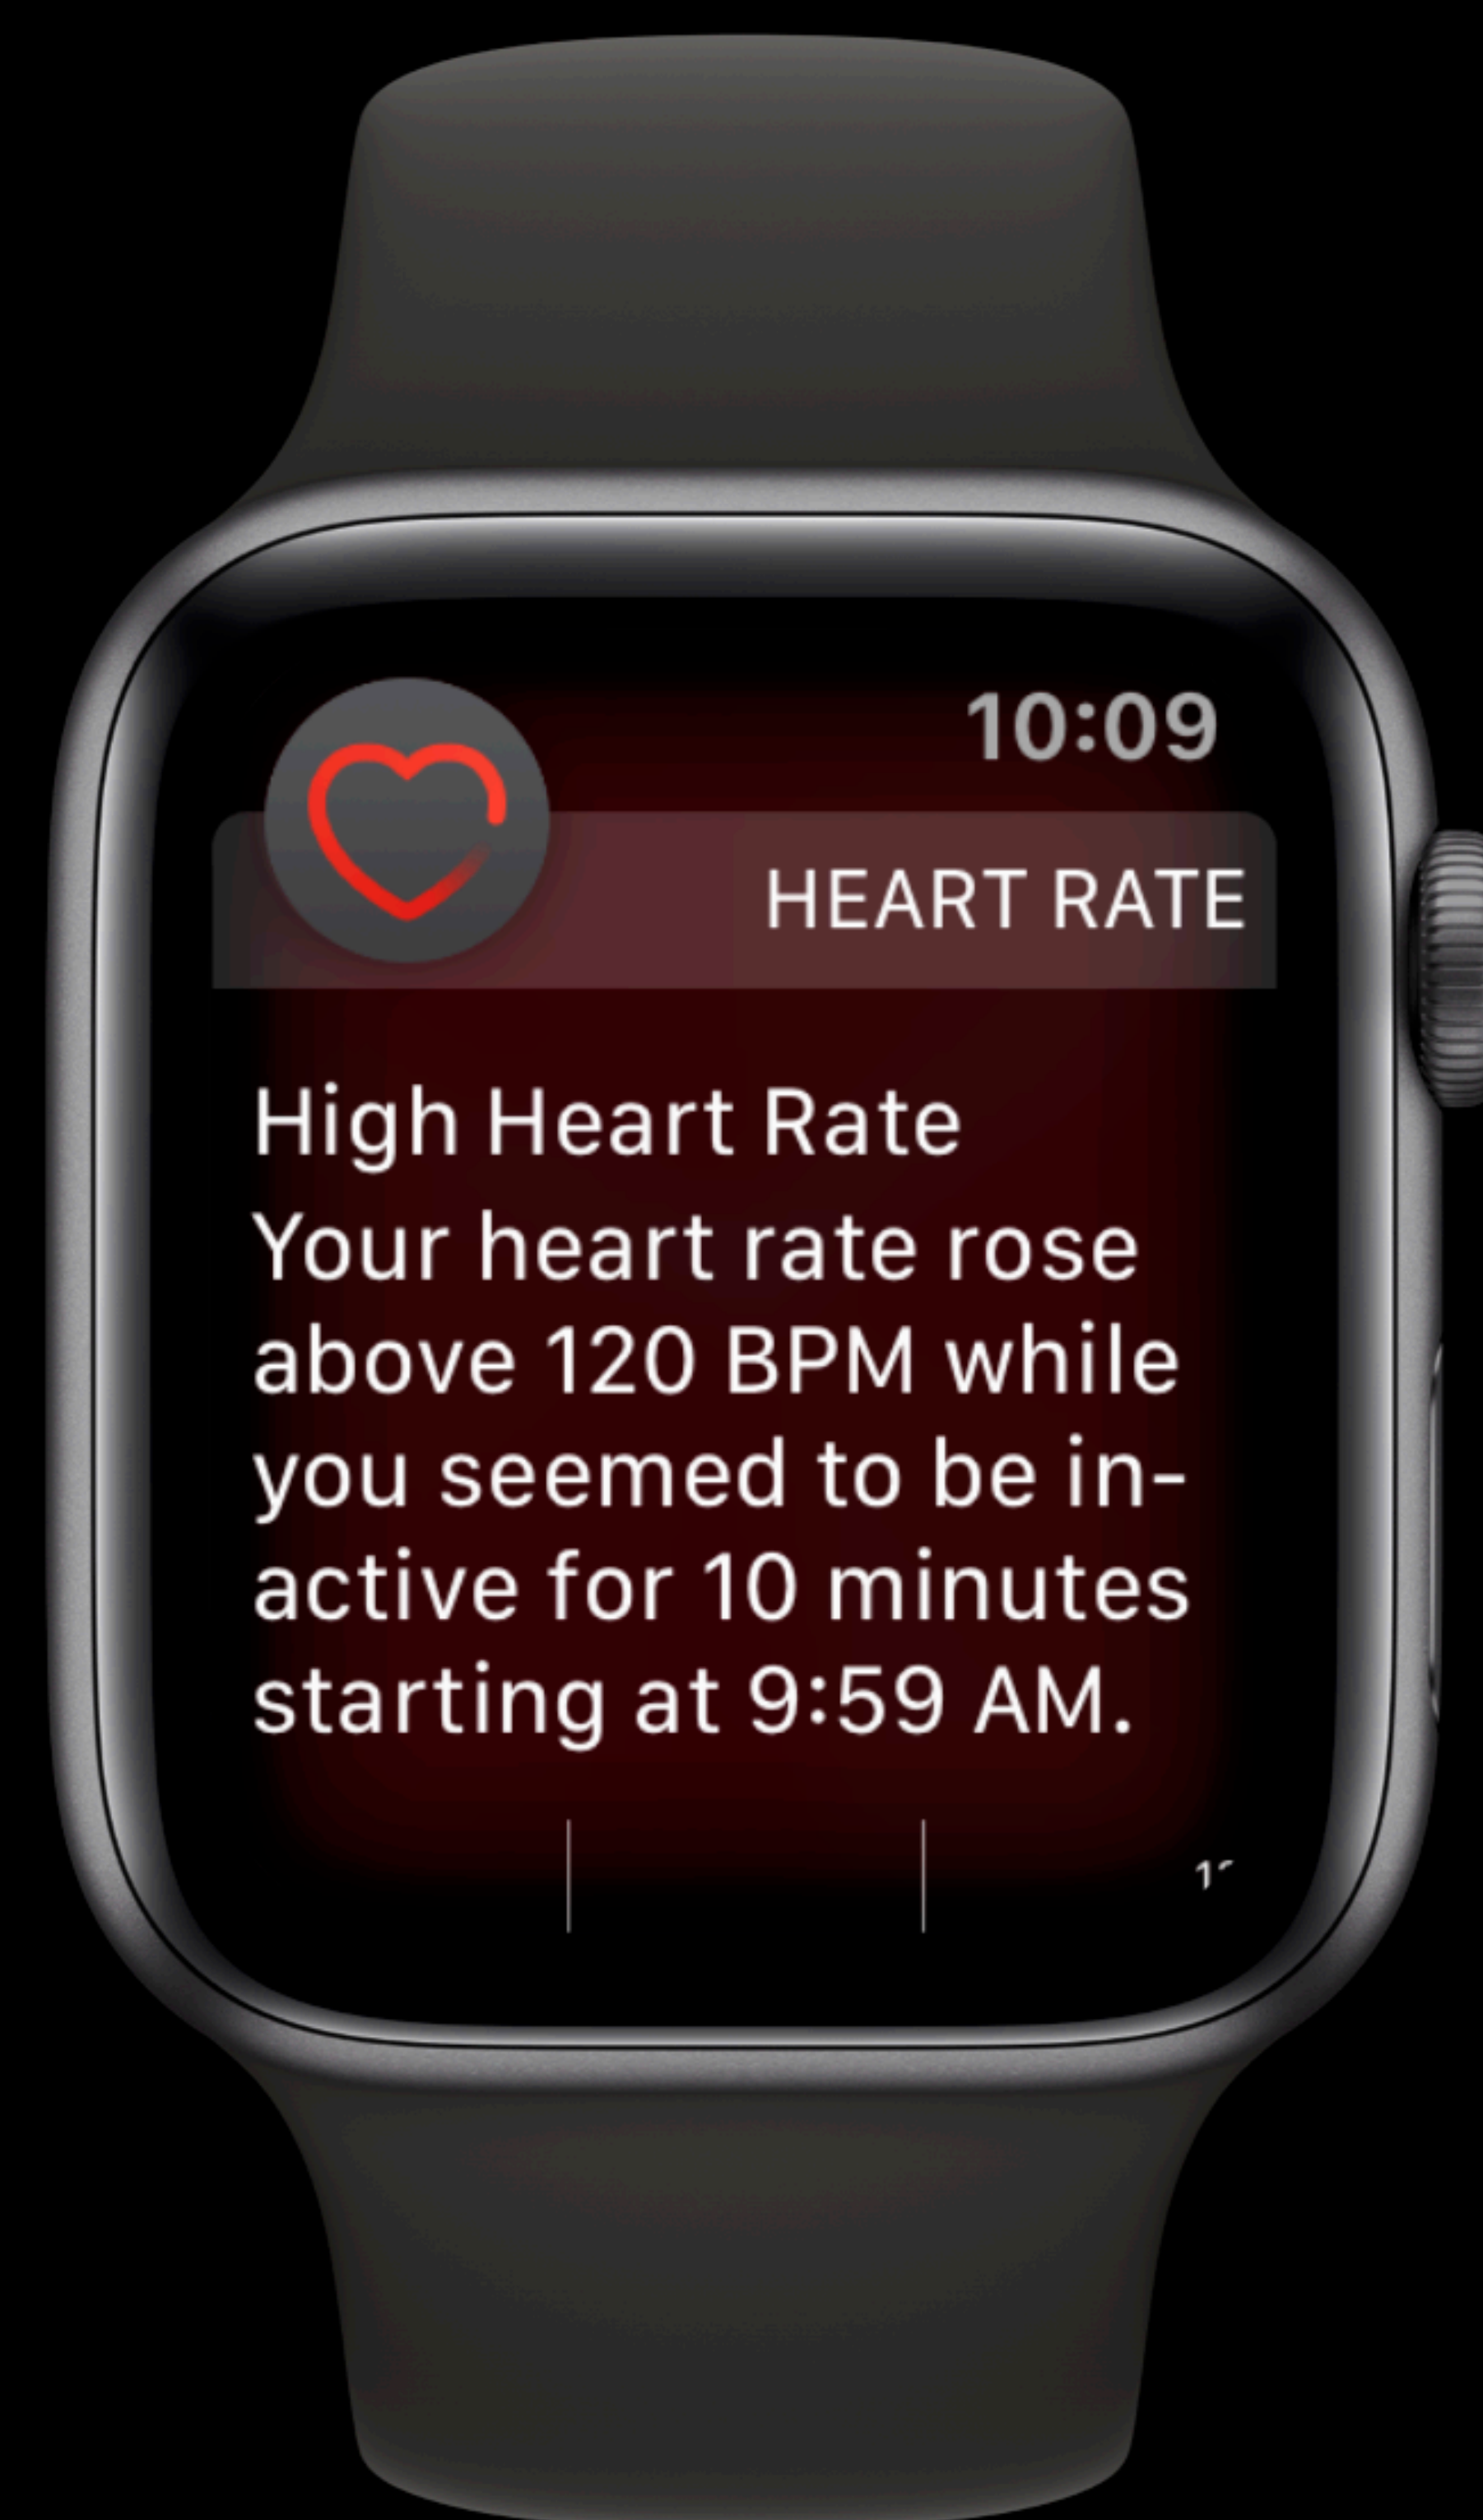 10:09
HEART RATE
High Heart Rate
Your heart rate rose
above 120 BPM while
you seemed to be in-
active for 10 minutes
starting at 9:59 AM.